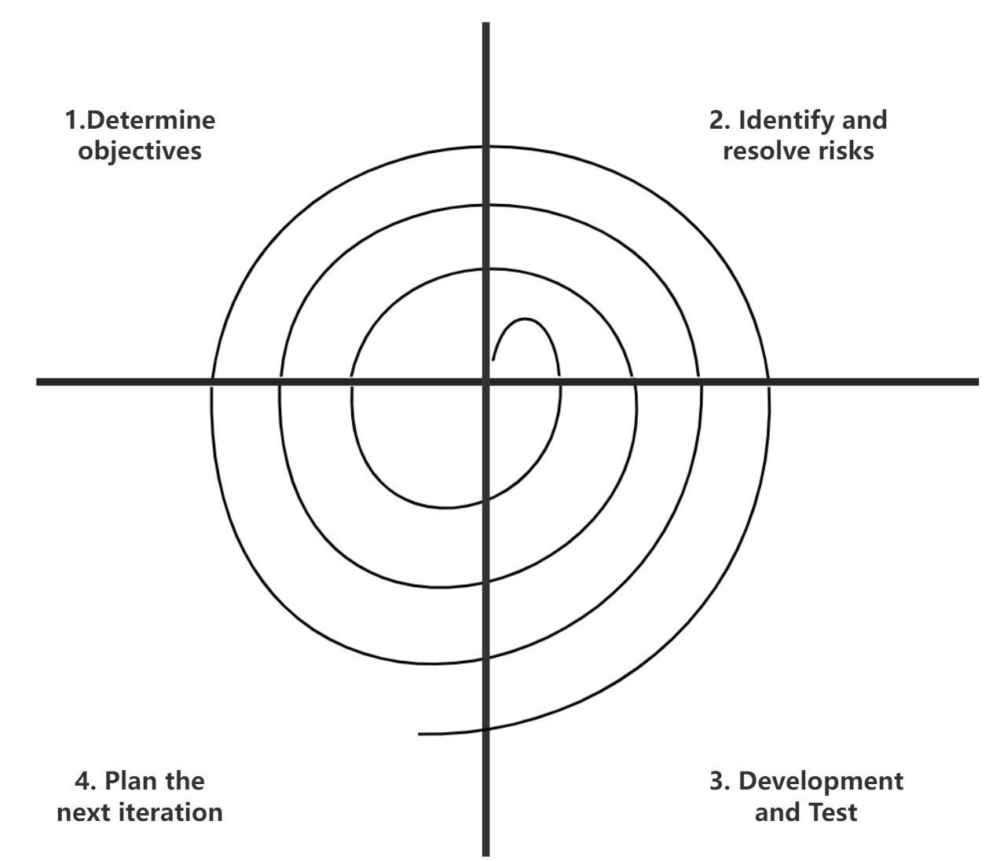 1.Determine
objectives
2. Identify and
resolve risks
4. Plan the
next iteration
3. Development
and Test